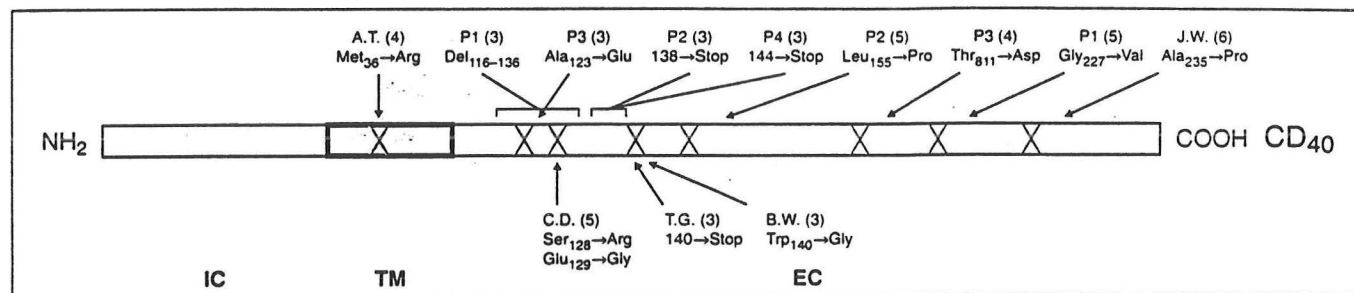 A.T. (4) P1 (3) P3 (3) P2 (3) P4 (3) P2 (5) P3 (4) P1 (5) J.W. (6)
Met36→Arg Del116–136 Ala123→Glu 138→Stop 144→Stop Leu155→Pro Thr811→Asp Gly227→Val Ala235→Pro
NH2 COOH CD40
C.D. (5) T.G. (3) B.W. (3)
Ser128→Arg 140→Stop Trp140→Gly
Glu129→Gly
IC TM EC